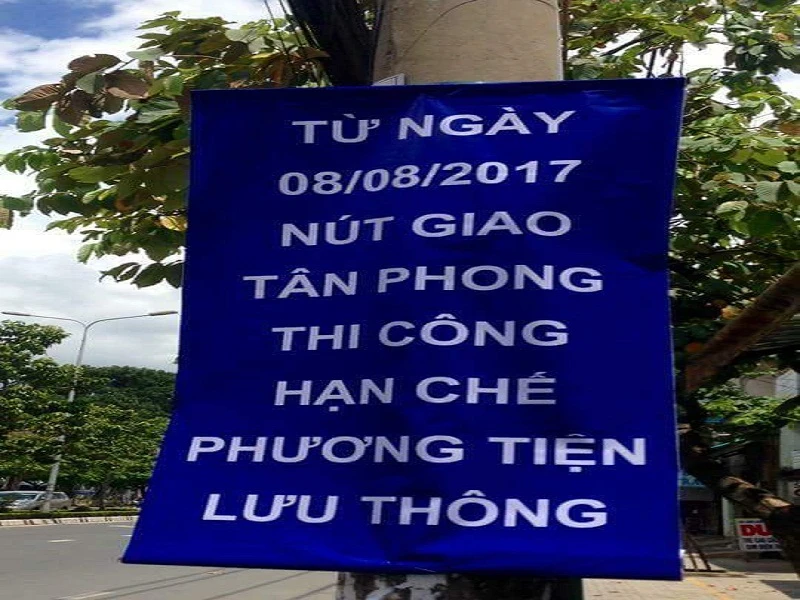 TỪ NGÀY
08/08/2017
NÚT GIAO
TÂN PHONG
THI CÔNG
HẠN CHẾ
PHƯƠNG TIỆN
LƯU THÔNG